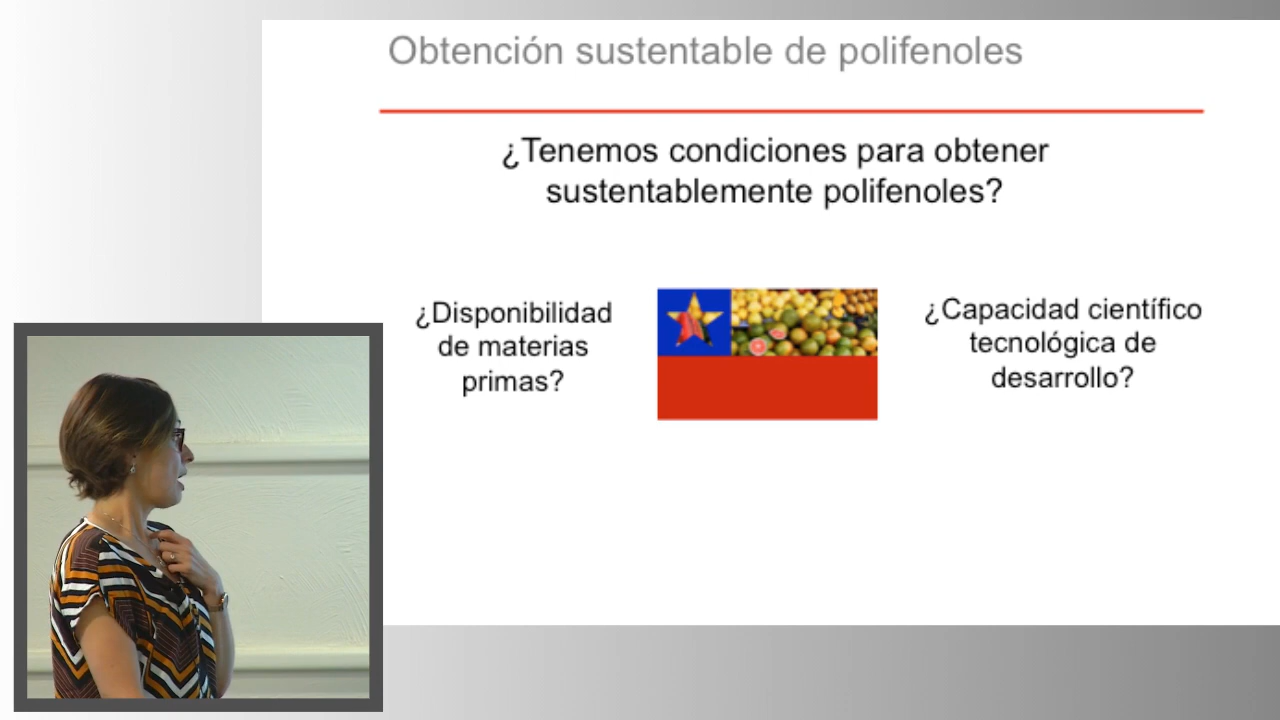 Obtención sustentable de polifenoles
¿Tenemos condiciones para obtener
sustentablemente polifenoles?
¿Disponibilidad
de materias
primas?
¿Capacidad científico
tecnológica de
desarrollo?